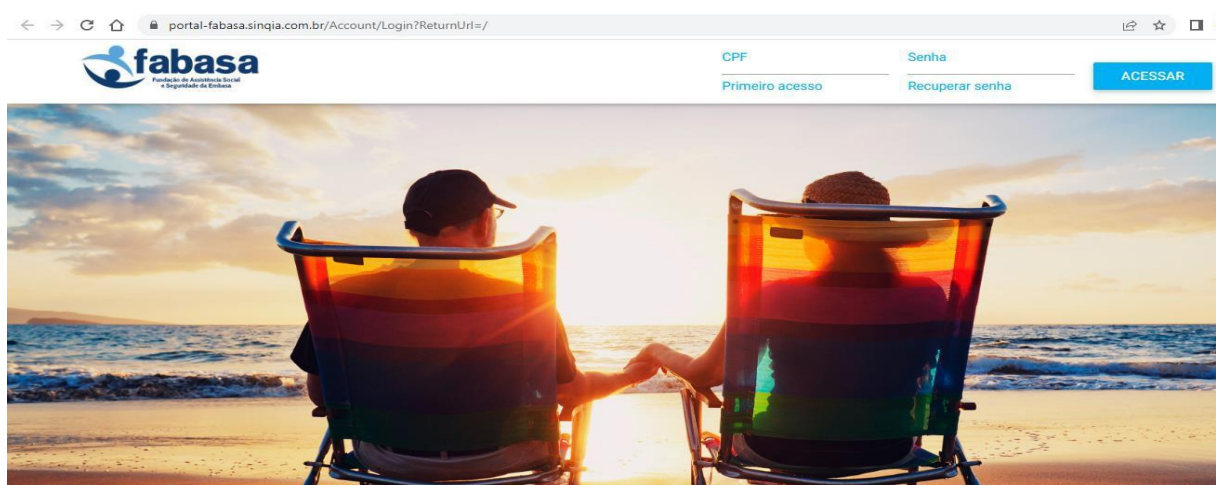 portal-fabasa.sinqia.com.br/Account/Login?ReturnUrl=/
fabasa
Fundação de Assistência Social
e Seguridade da Embasa
CPF
Senha
ACESSAR
Primeiro acesso
Recuperar senha